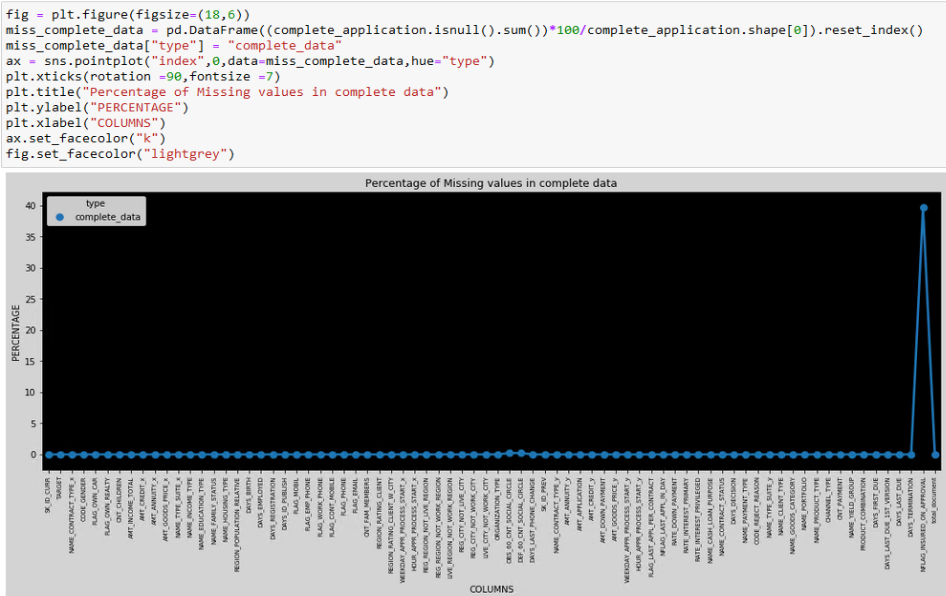 fig = plt.figure(figsize=(18,6))
miss_complete_data = pd.DataFrame((complete_application.isnull().sum())*100/complete_application.shape[0]).reset_index()
miss_complete_data["type"] = "complete_data"
ax = sns.pointplot("index",0,data=miss_complete_data,hue="type")
plt.xticks(rotation =90,fontsize =7)
plt.title("Percentage of Missing values in complete data")
plt.ylabel("PERCENTAGE")
plt.xlabel("COLUMNS")
ax.set_facecolor("k")
fig.set_facecolor("lightgrey")
Percentage of Missing values in complete data
type
complete_data
PERCENTAGE
40
35
30
25
20
15
10
5
0
SK_ID_CURR
TARGET
NAME_CONTRACT_TYPE_x
CODE_GENDER
FLAG_OWN_CAR
FLAG_OWN_REALTY
CNT_CHILDREN
AMT_INCOME_TOTAL
AMT_CREDIT_x
AMT_ANNUITY_x
AMT_GOODS_PRICE_x
NAME_TYPE_SUITE_x
NAME_INCOME_TYPE
NAME_EDUCATION_TYPE
NAME_FAMILY_STATUS
NAME_HOUSING_TYPE
REGION_POPULATION_RELATIVE
DAYS_BIRTH
DAYS_EMPLOYED
DAYS_REGISTRATION
DAYS_ID_PUBLISH
FLAG_MOBIL
FLAG_EMP_PHONE
FLAG_WORK_PHONE
FLAG_CONT_MOBILE
FLAG_PHONE
FLAG_EMAIL
CNT_FAM_MEMBERS
REGION_RATING_CLIENT
REGION_RATING_CLIENT_W_CITY
WEEKDAY_APPR_PROCESS_START_x
HOUR_APPR_PROCESS_START_x
REG_REGION_NOT_LIVE_REGION
REG_REGION_NOT_WORK_REGION
LIVE_REGION_NOT_WORK_REGION
REG_CITY_NOT_LIVE_CITY
REG_CITY_NOT_WORK_CITY
LIVE_CITY_NOT_WORK_CITY
ORGANIZATION_TYPE
OBS_60_CNT_SOCIAL_CIRCLE
DEF_60_CNT_SOCIAL_CIRCLE
DAYS_LAST_PHONE_CHANGE
SK_ID_PREV
NAME_CONTRACT_TYPE_y
AMT_ANNUITY_y
AMT_APPLICATION
AMT_CREDIT_y
AMT_DOWN_PAYMENT
AMT_GOODS_PRICE_y
WEEKDAY_APPR_PROCESS_START_y
HOUR_APPR_PROCESS_START_y
FLAG_LAST_APPL_PER_CONTRACT
NFLAG_LAST_APPL_IN_DAY
RATE_DOWN_PAYMENT
RATE_INTEREST_PRIMARY
RATE_INTEREST_PRIVILEGED
NAME_CASH_LOAN_PURPOSE
NAME_CONTRACT_STATUS
DAYS_DECISION
NAME_PAYMENT_TYPE
CODE_REJECT_REASON
NAME_TYPE_SUITE_y
NAME_CLIENT_TYPE
NAME_GOODS_CATEGORY
NAME_PORTFOLIO
NAME_PRODUCT_TYPE
CHANNEL_TYPE
CNT_PAYMENT
NAME_YIELD_GROUP
PRODUCT_COMBINATION
DAYS_FIRST_DUE
DAYS_LAST_DUE_1ST_VERSION
DAYS_LAST_DUE
DAYS_TERMINATION
NFLAG_INSURED_ON_APPROVAL
total_document
COLUMNS